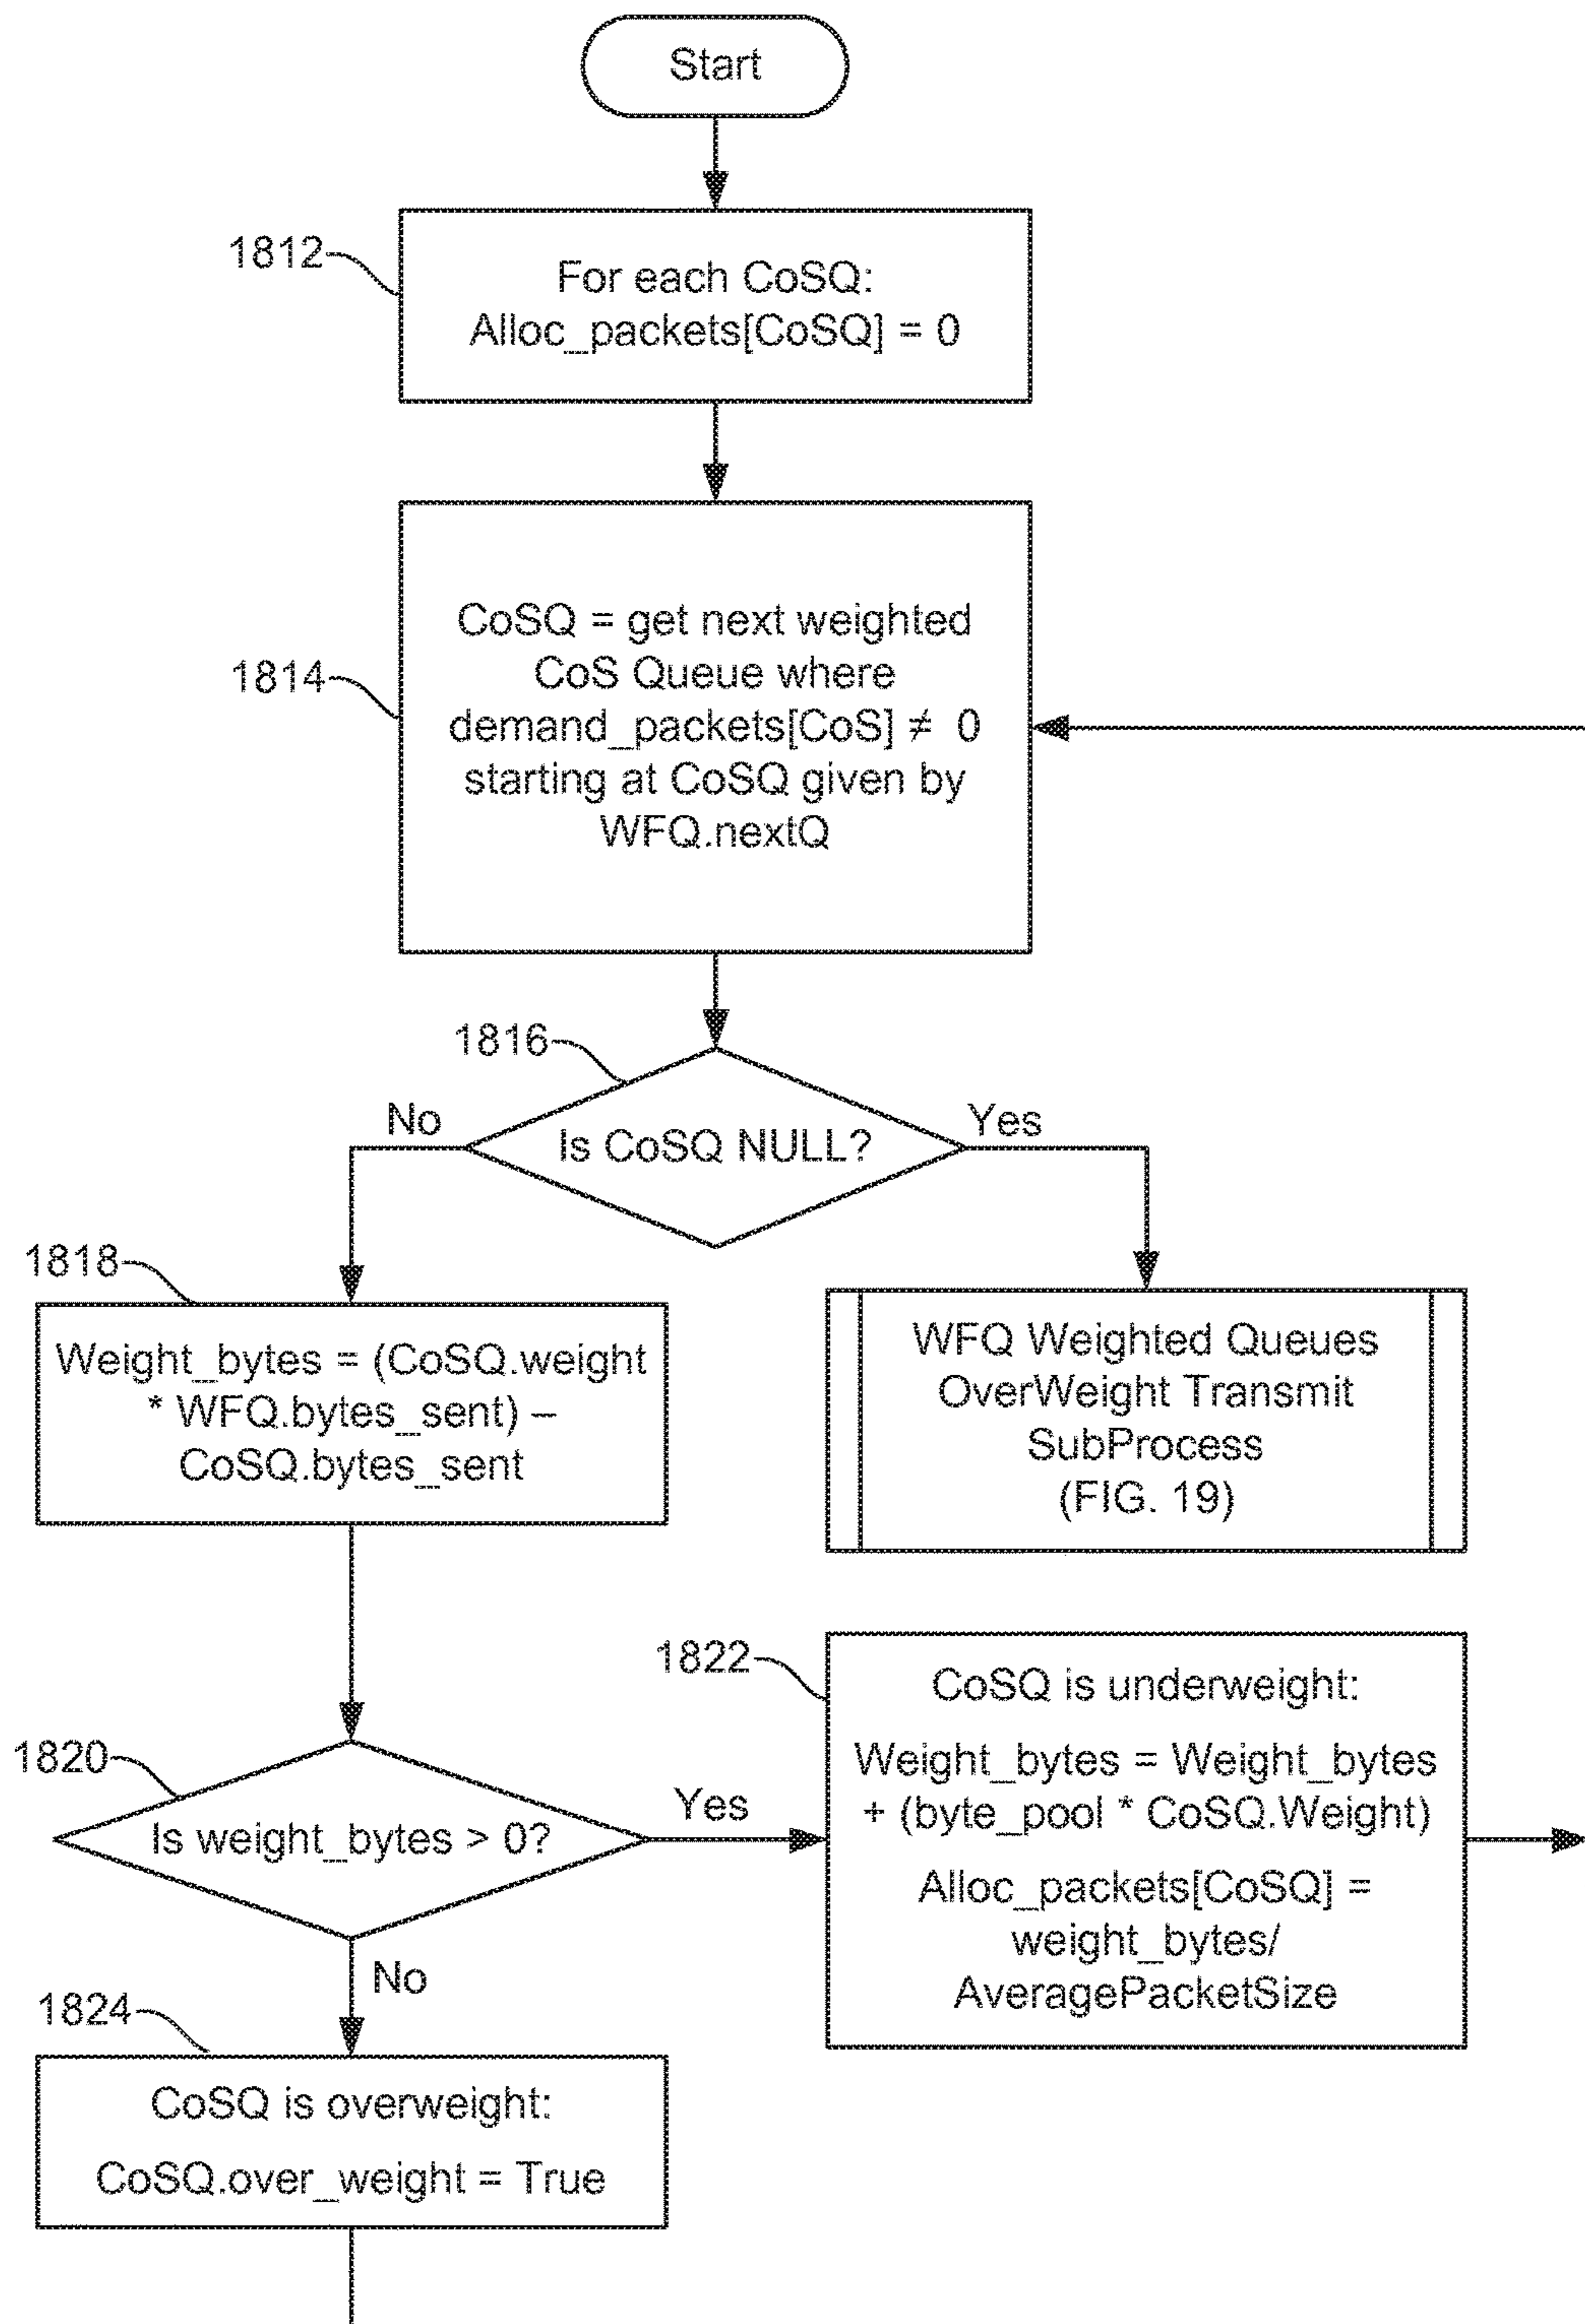 Start
1812
For each CoSQ:
Alloc_packets[CoSQ] = 0
1814
CoSQ = get next weighted
CoS Queue where
demand_packets[CoS] ≠ 0
starting at CoSQ given by
WFQ.nextQ
1816
No
Is CoSQ NULL?
Yes
1818
Weight_bytes = (CoSQ.weight
* WFQ.bytes_sent) –
CoSQ.bytes_sent
WFQ Weighted Queues
OverWeight Transmit
SubProcess
(FIG. 19)
1820
Is weight_bytes > 0?
Yes
No
1822
CoSQ is underweight:
Weight_bytes = Weight_bytes
+ (byte_pool * CoSQ.Weight)
Alloc_packets[CoSQ] =
weight_bytes/
AveragePacketSize
1824
CoSQ is overweight:
CoSQ.over_weight = True